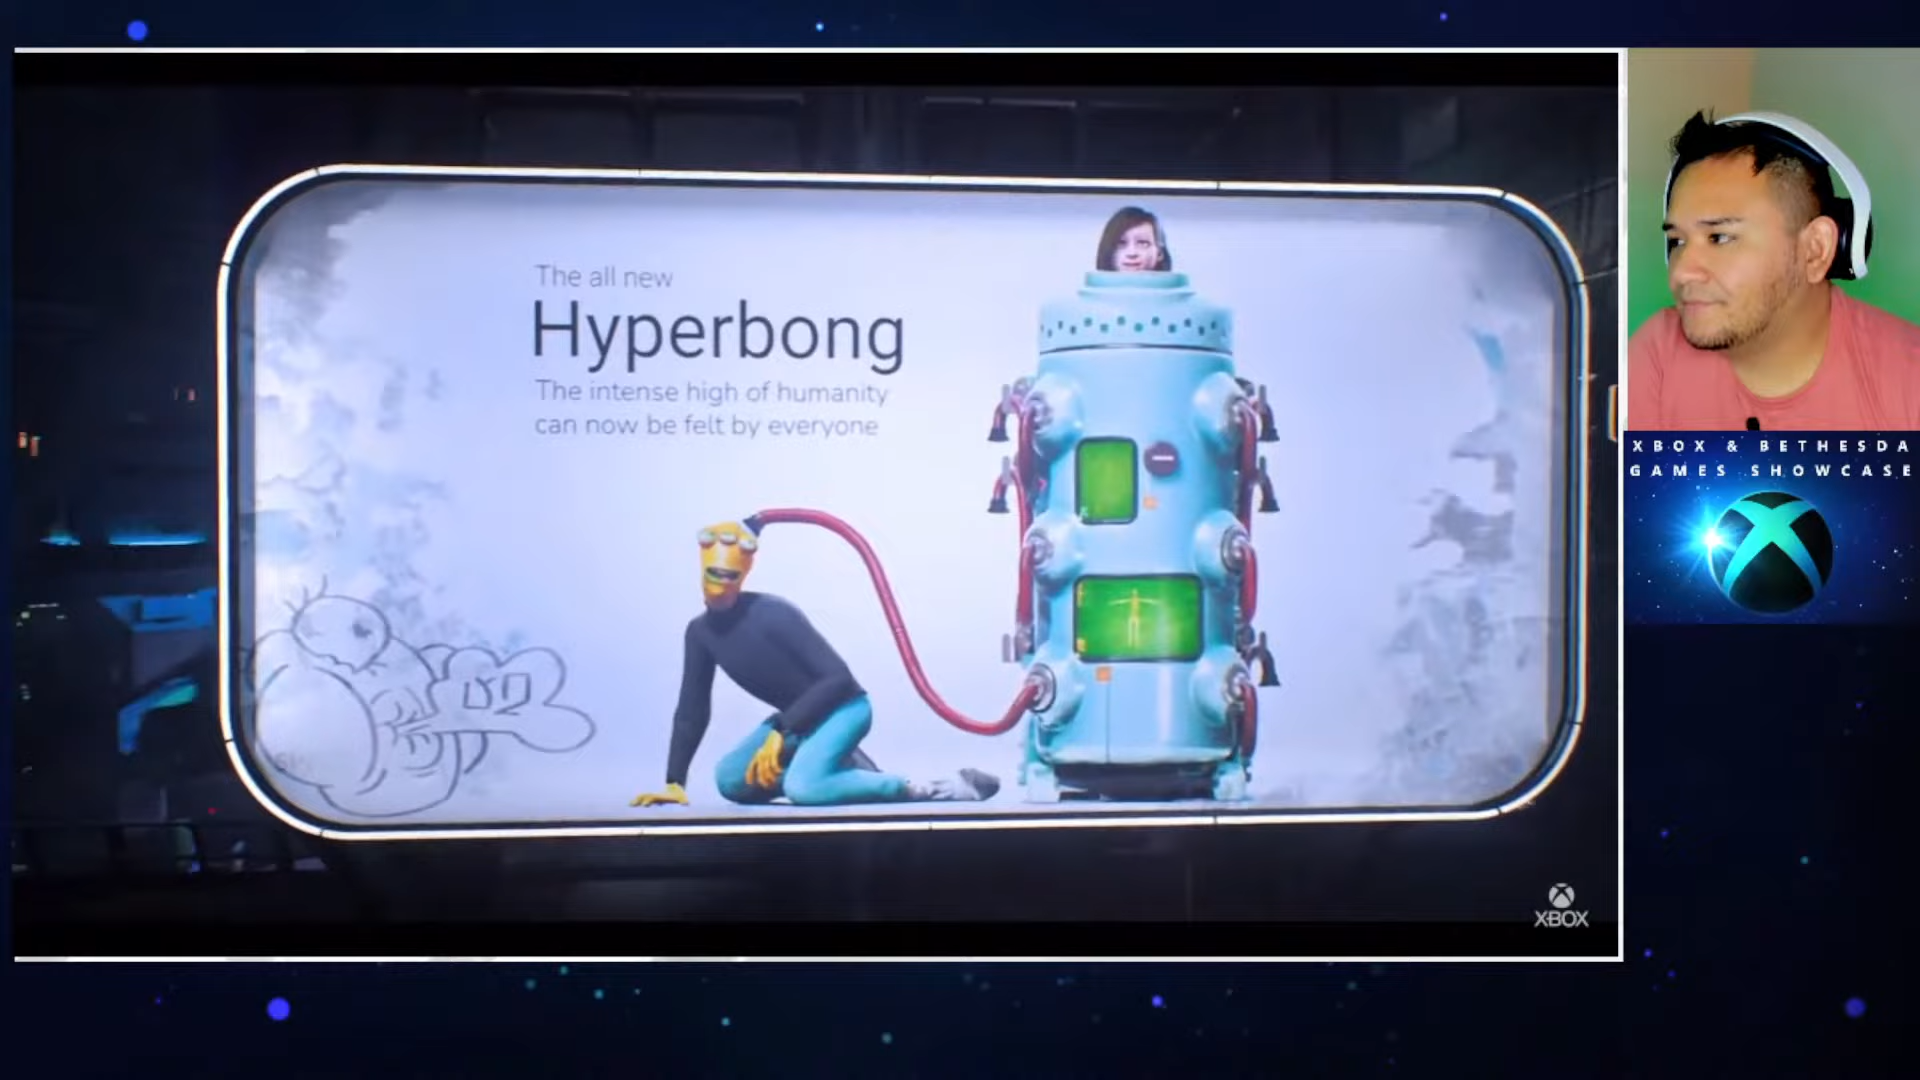 The all new
Hyperbong
The intense high of humanity
can now be felt by everyone
XBOX & BETHESDA
GAMES SHOWCASE
XBOX